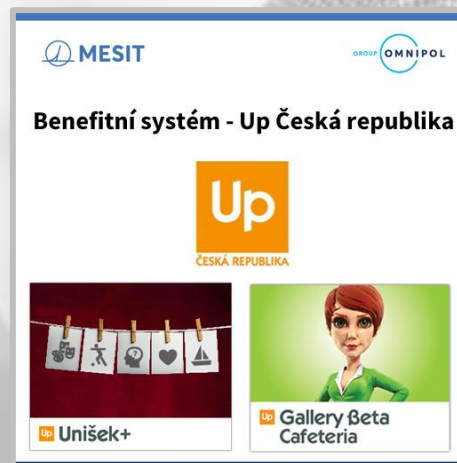 MESIT
GROUP OMNIPOL
Benefitní systém - Up Česká republika
Up
ČESKÁ REPUBLIKA
Up Unišek+
Up Gallery Beta
Cafeteria